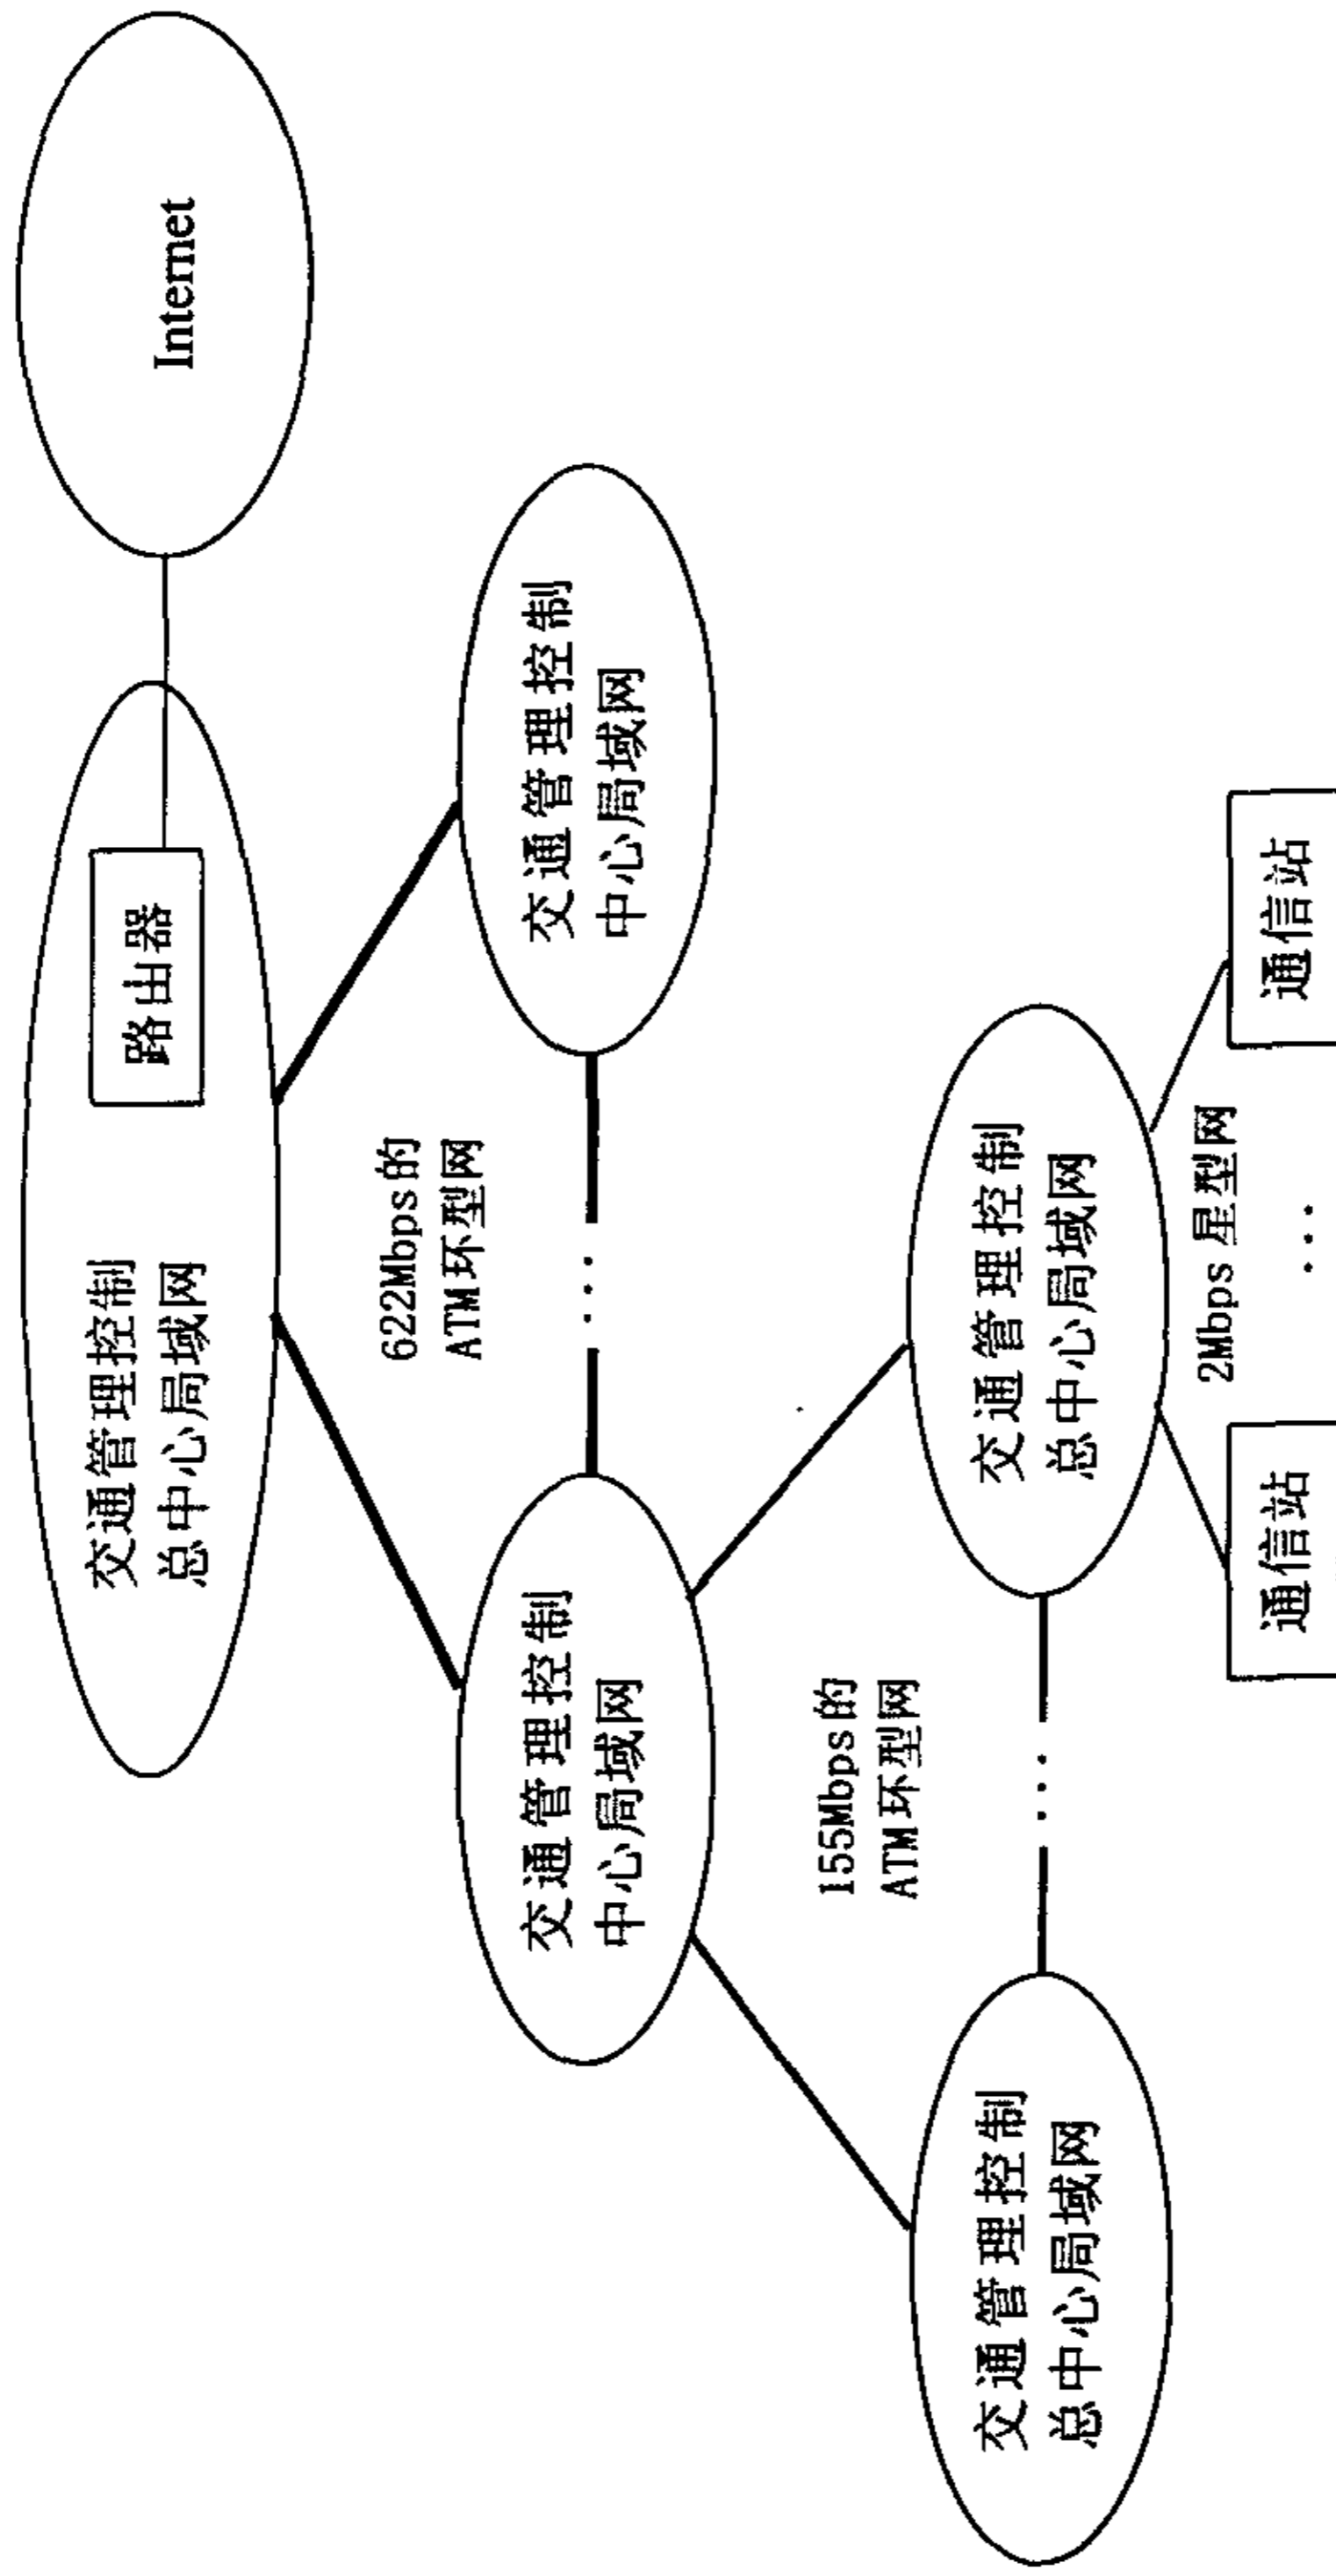 交通管理控制
总中心局域网
路由器
Internet
622Mbps的
ATM环型网
交通管理控制
中心局域网
交通管理控制
中心局域网
155Mbps的
ATM环型网
交通管理控制
总中心局域网
交通管理控制
总中心局域网
2Mbps 星型网
通信站
通信站